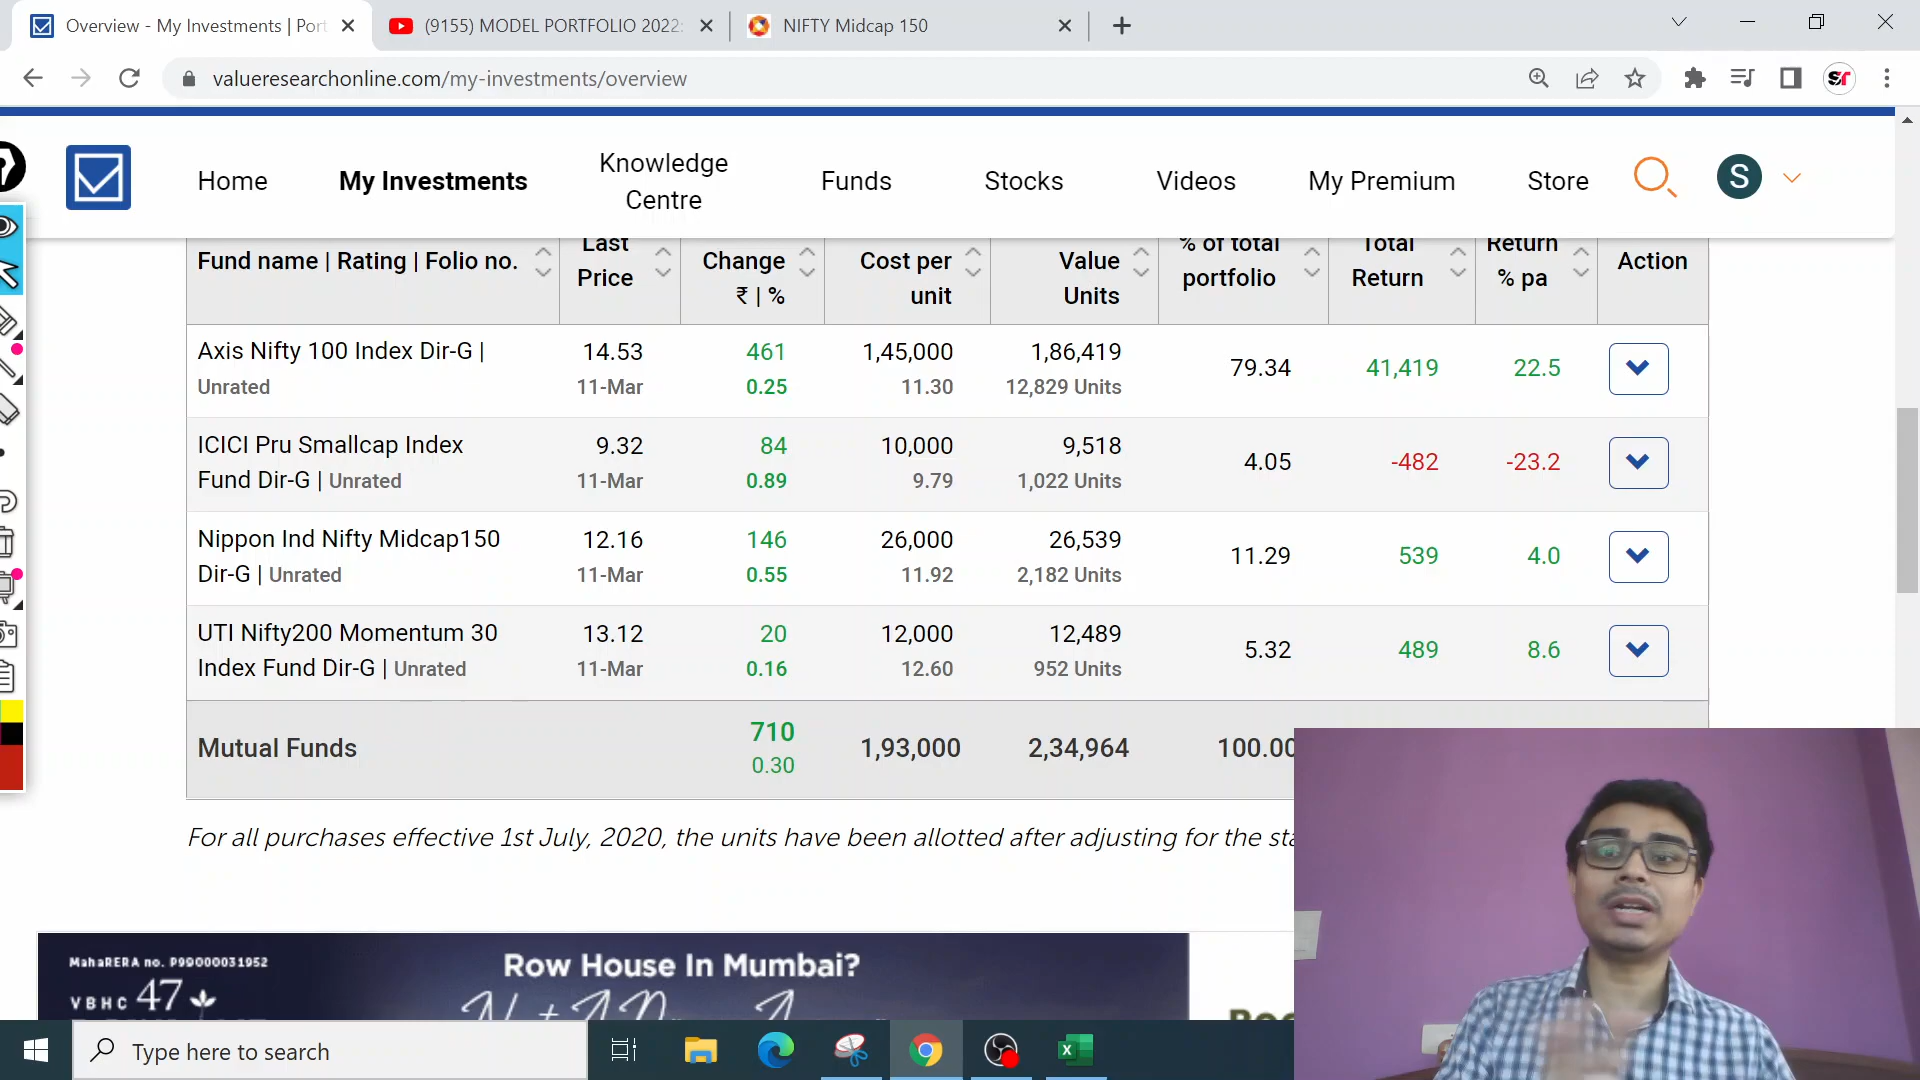 Overview - My Investments | Port
(9155) MODEL PORTFOLIO 2022:
NIFTY Midcap 150
valueresearchonline.com/my-investments/overview
Home
My Investments
Knowledge
Centre
Funds
Stocks
Videos
My Premium
Store
S
Fund name | Rating | Folio no.
Last
Price
Change
₹ | %
Cost per
unit
Value
Units
% of total
portfolio
Total
Return
Return
% pa
Action
Axis Nifty 100 Index Dir-G |
Unrated
14.53
11-Mar
461
0.25
1,45,000
11.30
1,86,419
12,829 Units
79.34
41,419
22.5
ICICI Pru Smallcap Index
Fund Dir-G | Unrated
9.32
11-Mar
84
0.89
10,000
9.79
9,518
1,022 Units
4.05
-482
-23.2
Nippon Ind Nifty Midcap150
Dir-G | Unrated
12.16
11-Mar
146
0.55
26,000
11.92
26,539
2,182 Units
11.29
539
4.0
UTI Nifty200 Momentum 30
Index Fund Dir-G | Unrated
13.12
11-Mar
20
0.16
12,000
12.60
12,489
952 Units
5.32
489
8.6
Mutual Funds
710
0.30
1,93,000
2,34,964
100.00
For all purchases effective 1st July, 2020, the units have been allotted after adjusting for the sta
MahaRERA no. P99000031952
VBHC 47
Row House In Mumbai?
Type here to search